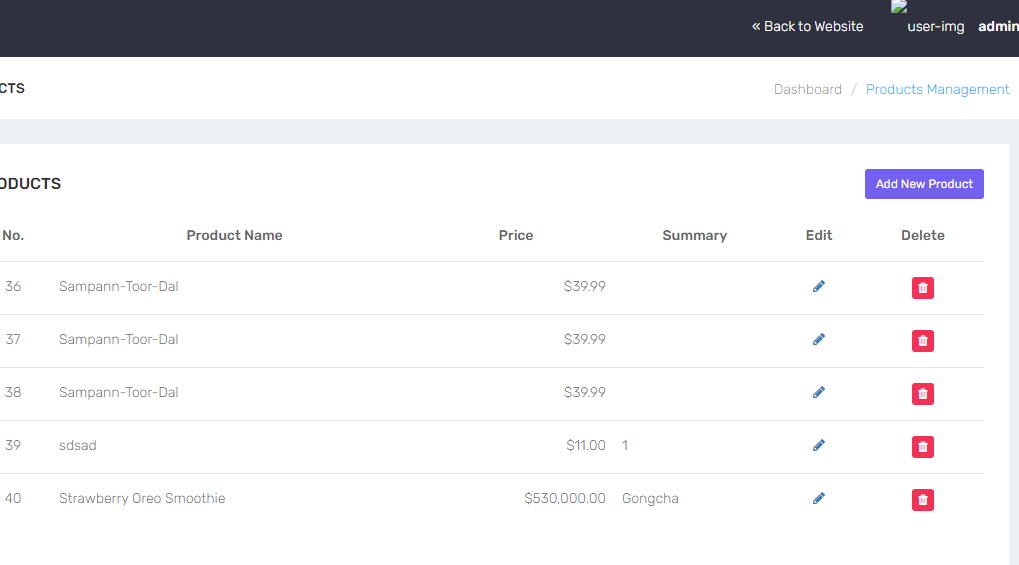 « Back to Website user-img admin
CTS Dashboard / Products Management
ODUCTS Add New Product
No. Product Name Price Summary Edit Delete
36 Sampann-Toor-Dal $39.99
37 Sampann-Toor-Dal $39.99
38 Sampann-Toor-Dal $39.99
39 sdsad $11.00 1
40 Strawberry Oreo Smoothie $530,000.00 Gongcha